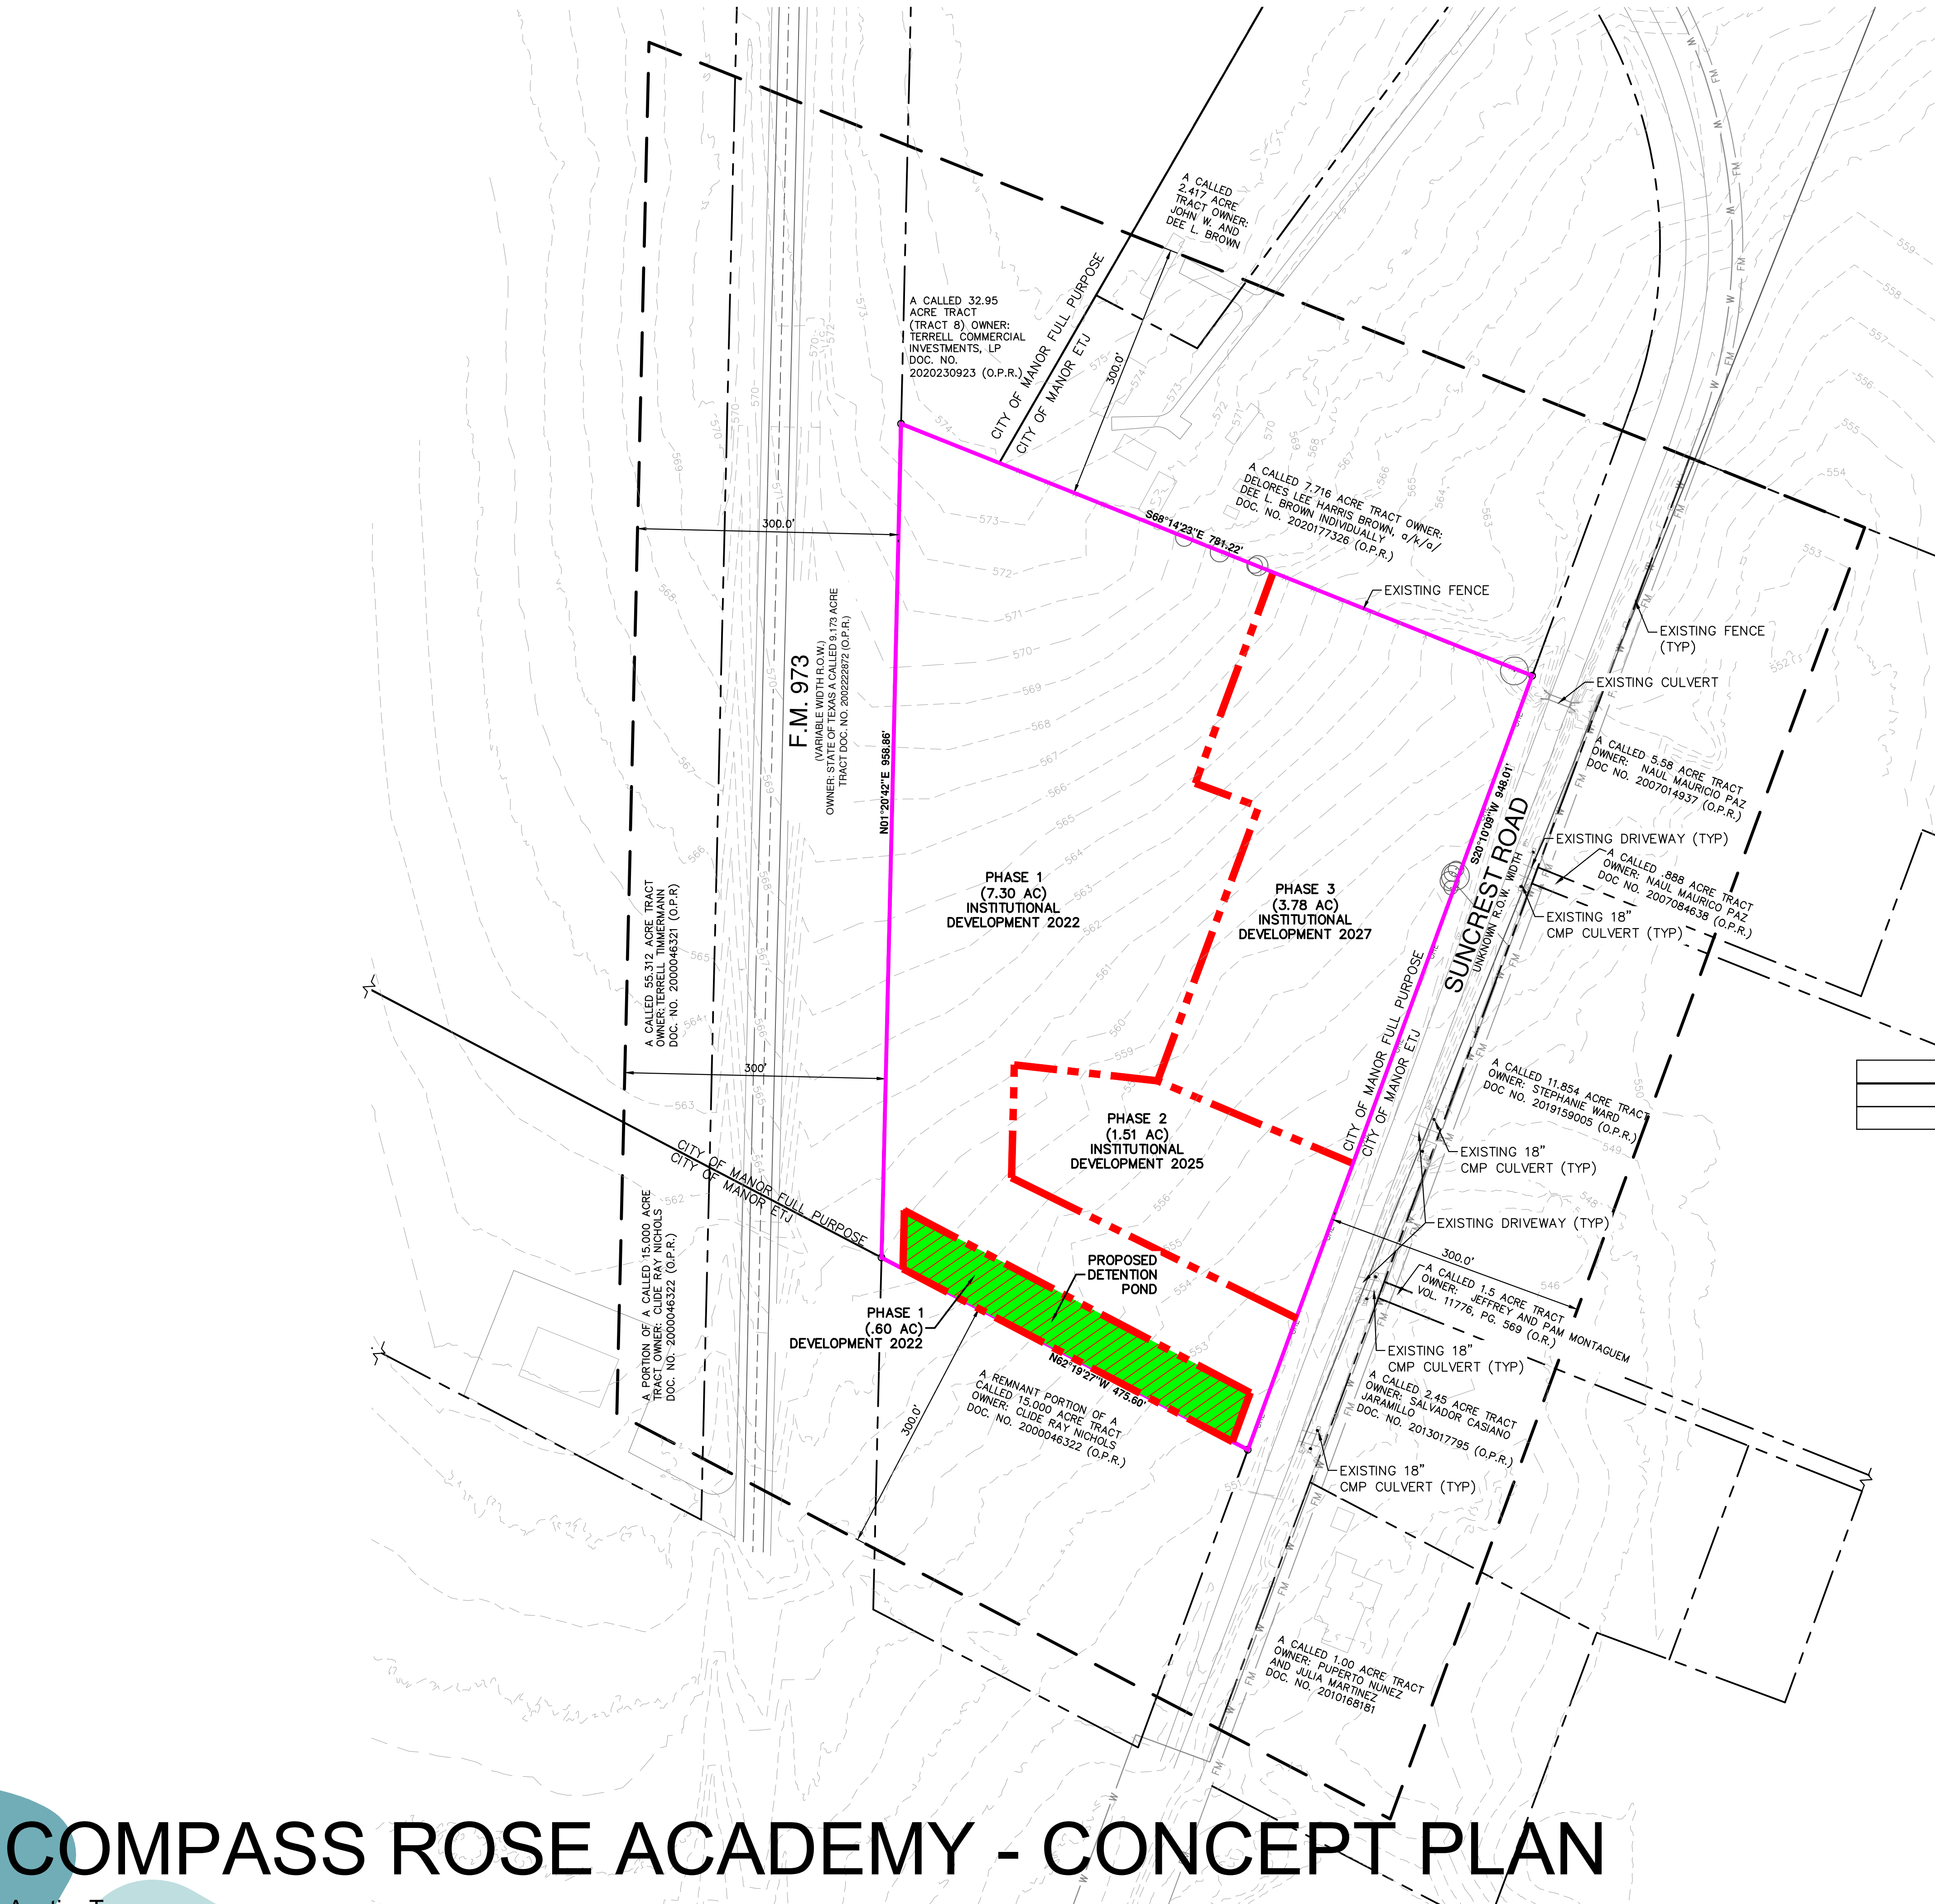 A CALLED
2.417 ACRE
TRACT OWNER:
JOHN W. AND
DEE L. BROWN
A CALLED 32.95
ACRE TRACT
(TRACT 8) OWNER:
TERRELL COMMERCIAL
INVESTMENTS, LP
DOC. NO.
2020230923 (O.P.R.)
CITY OF MANOR FULL PURPOSE
CITY OF MANOR ETJ
300.0'
A CALLED 7.716 ACRE TRACT OWNER:
DELORES LEE HARRIS BROWN, a/k/a/
DEE L. BROWN INDIVIDUALLY
DOC. NO. 2020177326 (O.P.R.)
S68°14'23"E 781.22'
300.0'
EXISTING FENCE
EXISTING FENCE
(TYP)
EXISTING CULVERT
F.M. 973
(VARIABLE WIDTH R.O.W.)
OWNER: STATE OF TEXAS A CALLED 9.173 ACRE
TRACT DOC. NO. 2002222872 (O.P.R.)
N01°20'42"E 958.86'
A CALLED 5.58 ACRE TRACT
OWNER: NAUL MAURICIO PAZ
DOC NO. 2007014937 (O.P.R.)
S20°10'09"W 948.01'
SUNCREST ROAD
UNKNOWN R.O.W. WIDTH
EXISTING DRIVEWAY (TYP)
A CALLED .888 ACRE TRACT
OWNER: NAUL MAURICO PAZ
DOC NO. 2007084638 (O.P.R.)
EXISTING 18"
CMP CULVERT (TYP)
PHASE 1
(7.30 AC)
INSTITUTIONAL
DEVELOPMENT 2022
PHASE 3
(3.78 AC)
INSTITUTIONAL
DEVELOPMENT 2027
A CALLED 55.312 ACRE TRACT
OWNER: TERRELL TIMMERMANN
DOC. NO. 2000046321 (O.P.R)
300'
CITY OF MANOR FULL PURPOSE
CITY OF MANOR ETJ
A CALLED 11.854 ACRE TRACT
OWNER: STEPHANIE WARD
DOC NO. 2019159005 (O.P.R.)
PHASE 2
(1.51 AC)
INSTITUTIONAL
DEVELOPMENT 2025
EXISTING 18"
CMP CULVERT (TYP)
EXISTING DRIVEWAY (TYP)
CITY OF MANOR FULL PURPOSE
CITY OF MANOR ETJ
A PORTION OF A CALLED 15.000 ACRE
TRACT OWNER: CLIDE RAY NICHOLS
DOC. NO. 2000046322 (O.P.R.)
PROPOSED
DETENTION
POND
300.0'
A CALLED 1.5 ACRE TRACT
OWNER: JEFFREY AND PAM MONTAGUEM
VOL. 11776, PG. 569 (O.R.)
PHASE 1
(.60 AC)
DEVELOPMENT 2022
EXISTING 18"
CMP CULVERT (TYP)
N62°19'27"W 475.60'
A REMNANT PORTION OF A
CALLED 15.000 ACRE TRACT
OWNER: CLIDE RAY NICHOLS
DOC. NO. 2000046322 (O.P.R.)
300.0'
A CALLED 2.45 ACRE TRACT
OWNER: SALVADOR CASIANO
JARAMILLO
DOC. NO. 2013017795 (O.P.R.)
EXISTING 18"
CMP CULVERT (TYP)
A CALLED 1.00 ACRE TRACT
OWNER: PUPERTO NUNEZ
AND JULIA MARTINEZ
DOC. NO. 2010168181
COMPASS ROSE ACADEMY - CONCEPT PLAN